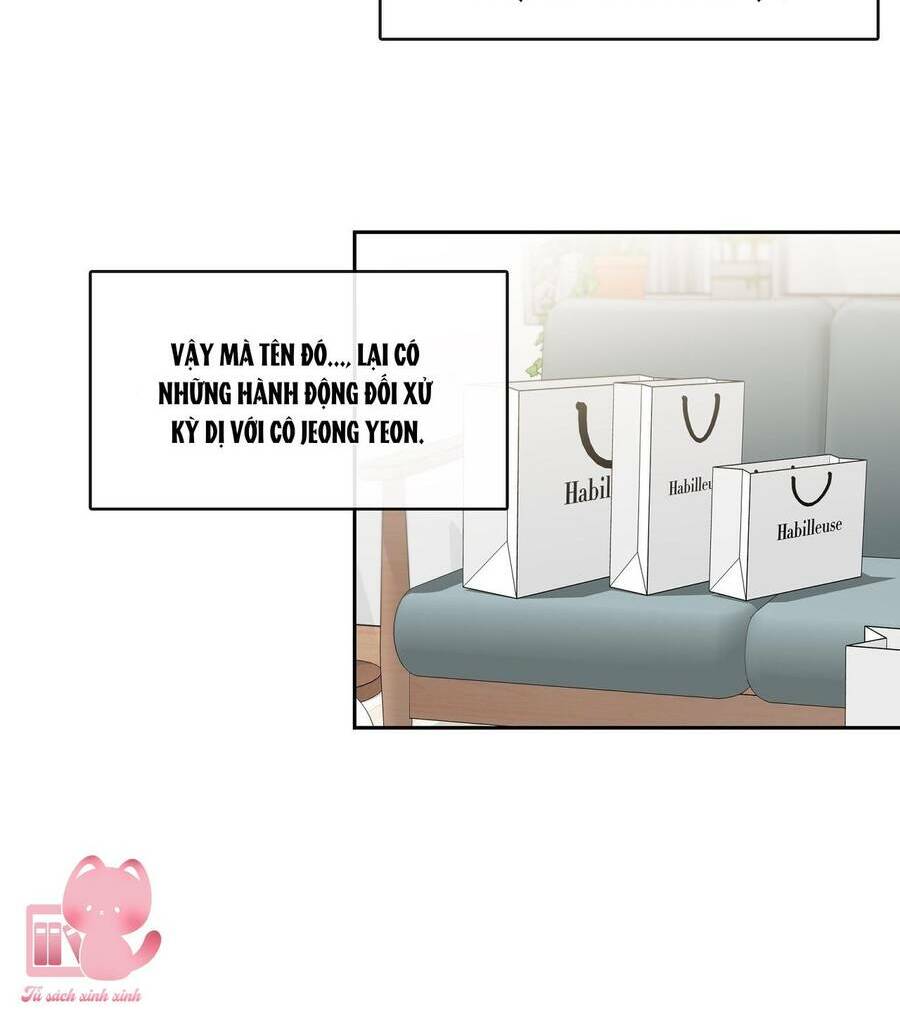 VẬY MÀ TÊN ĐÓ..., LẠI CÓ
NHỮNG HÀNH ĐỘNG ĐỐI XỬ
KỲ DỊ VỚI CÔ JEONG YEON.
Habil
Habilleu
Habilleuse
Tủ sách xinh xinh